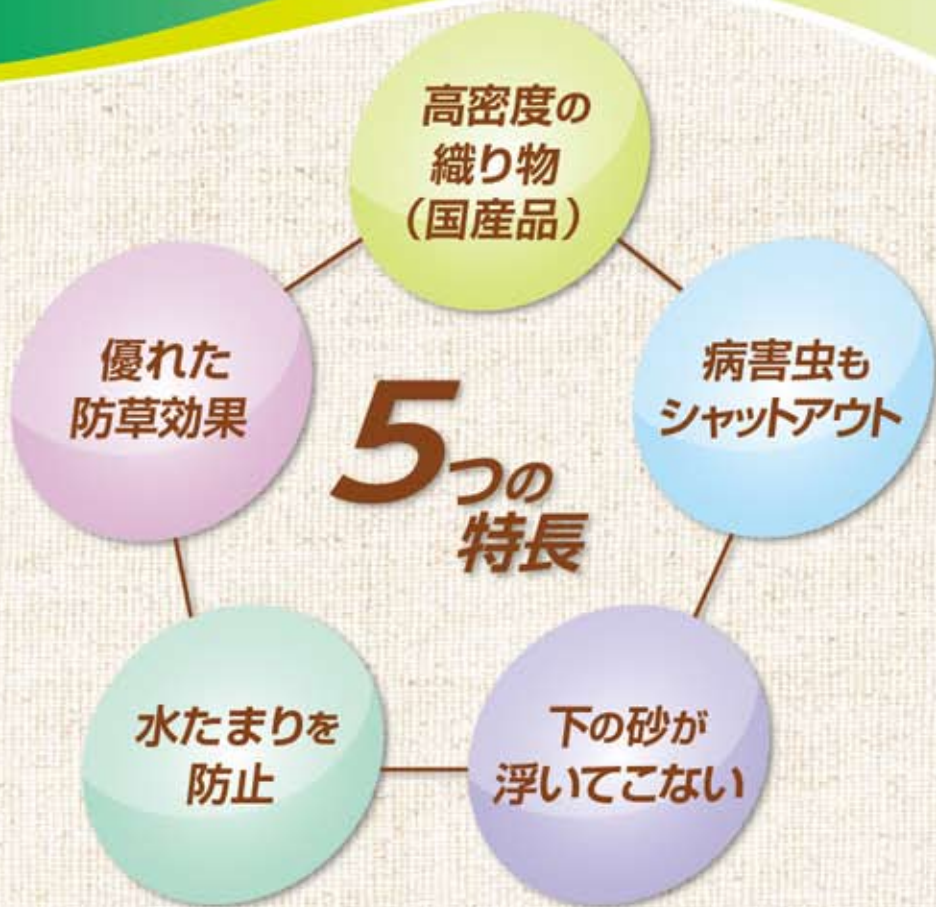 高密度の
織り物
（国産品）
優れた
防草効果
病害虫も
シャットアウト
5つの
特長
水たまりを
防止
下の砂が
浮いてこない